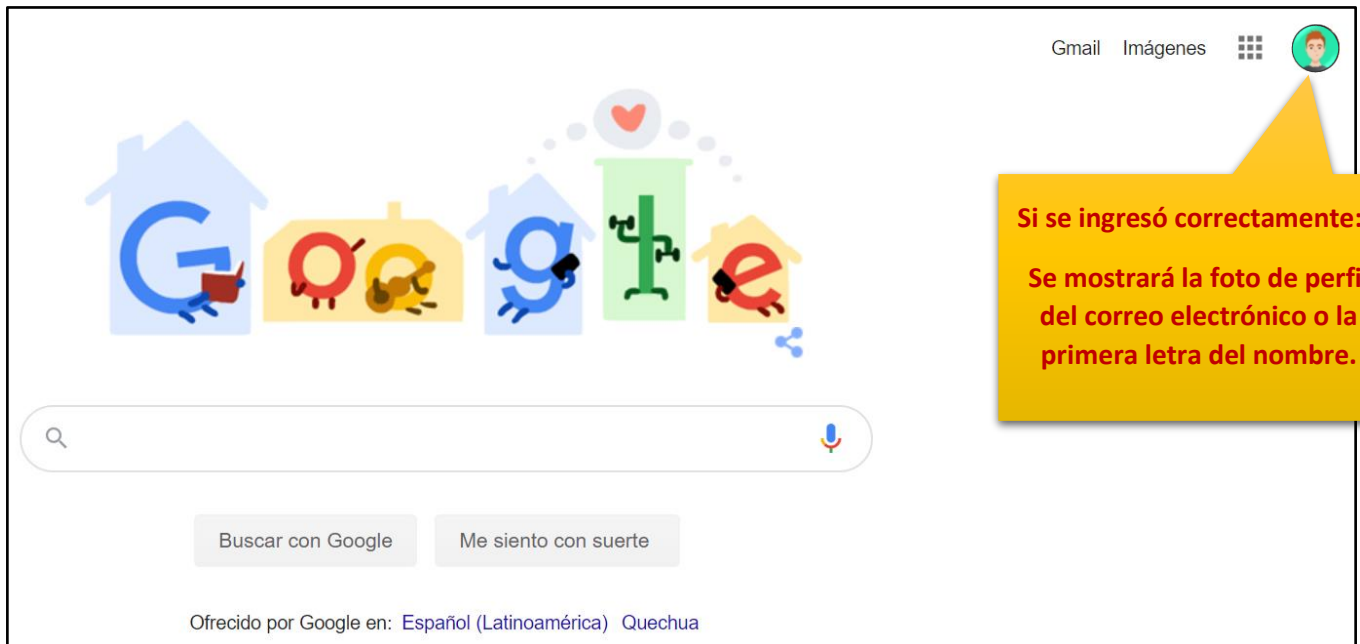 Gmail Imágenes
Google
Si se ingresó correctamente:
Se mostrará la foto de perfi
del correo electrónico o la
primera letra del nombre.
Buscar con Google Me siento con suerte
Ofrecido por Google en: Español (Latinoamérica) Quechua